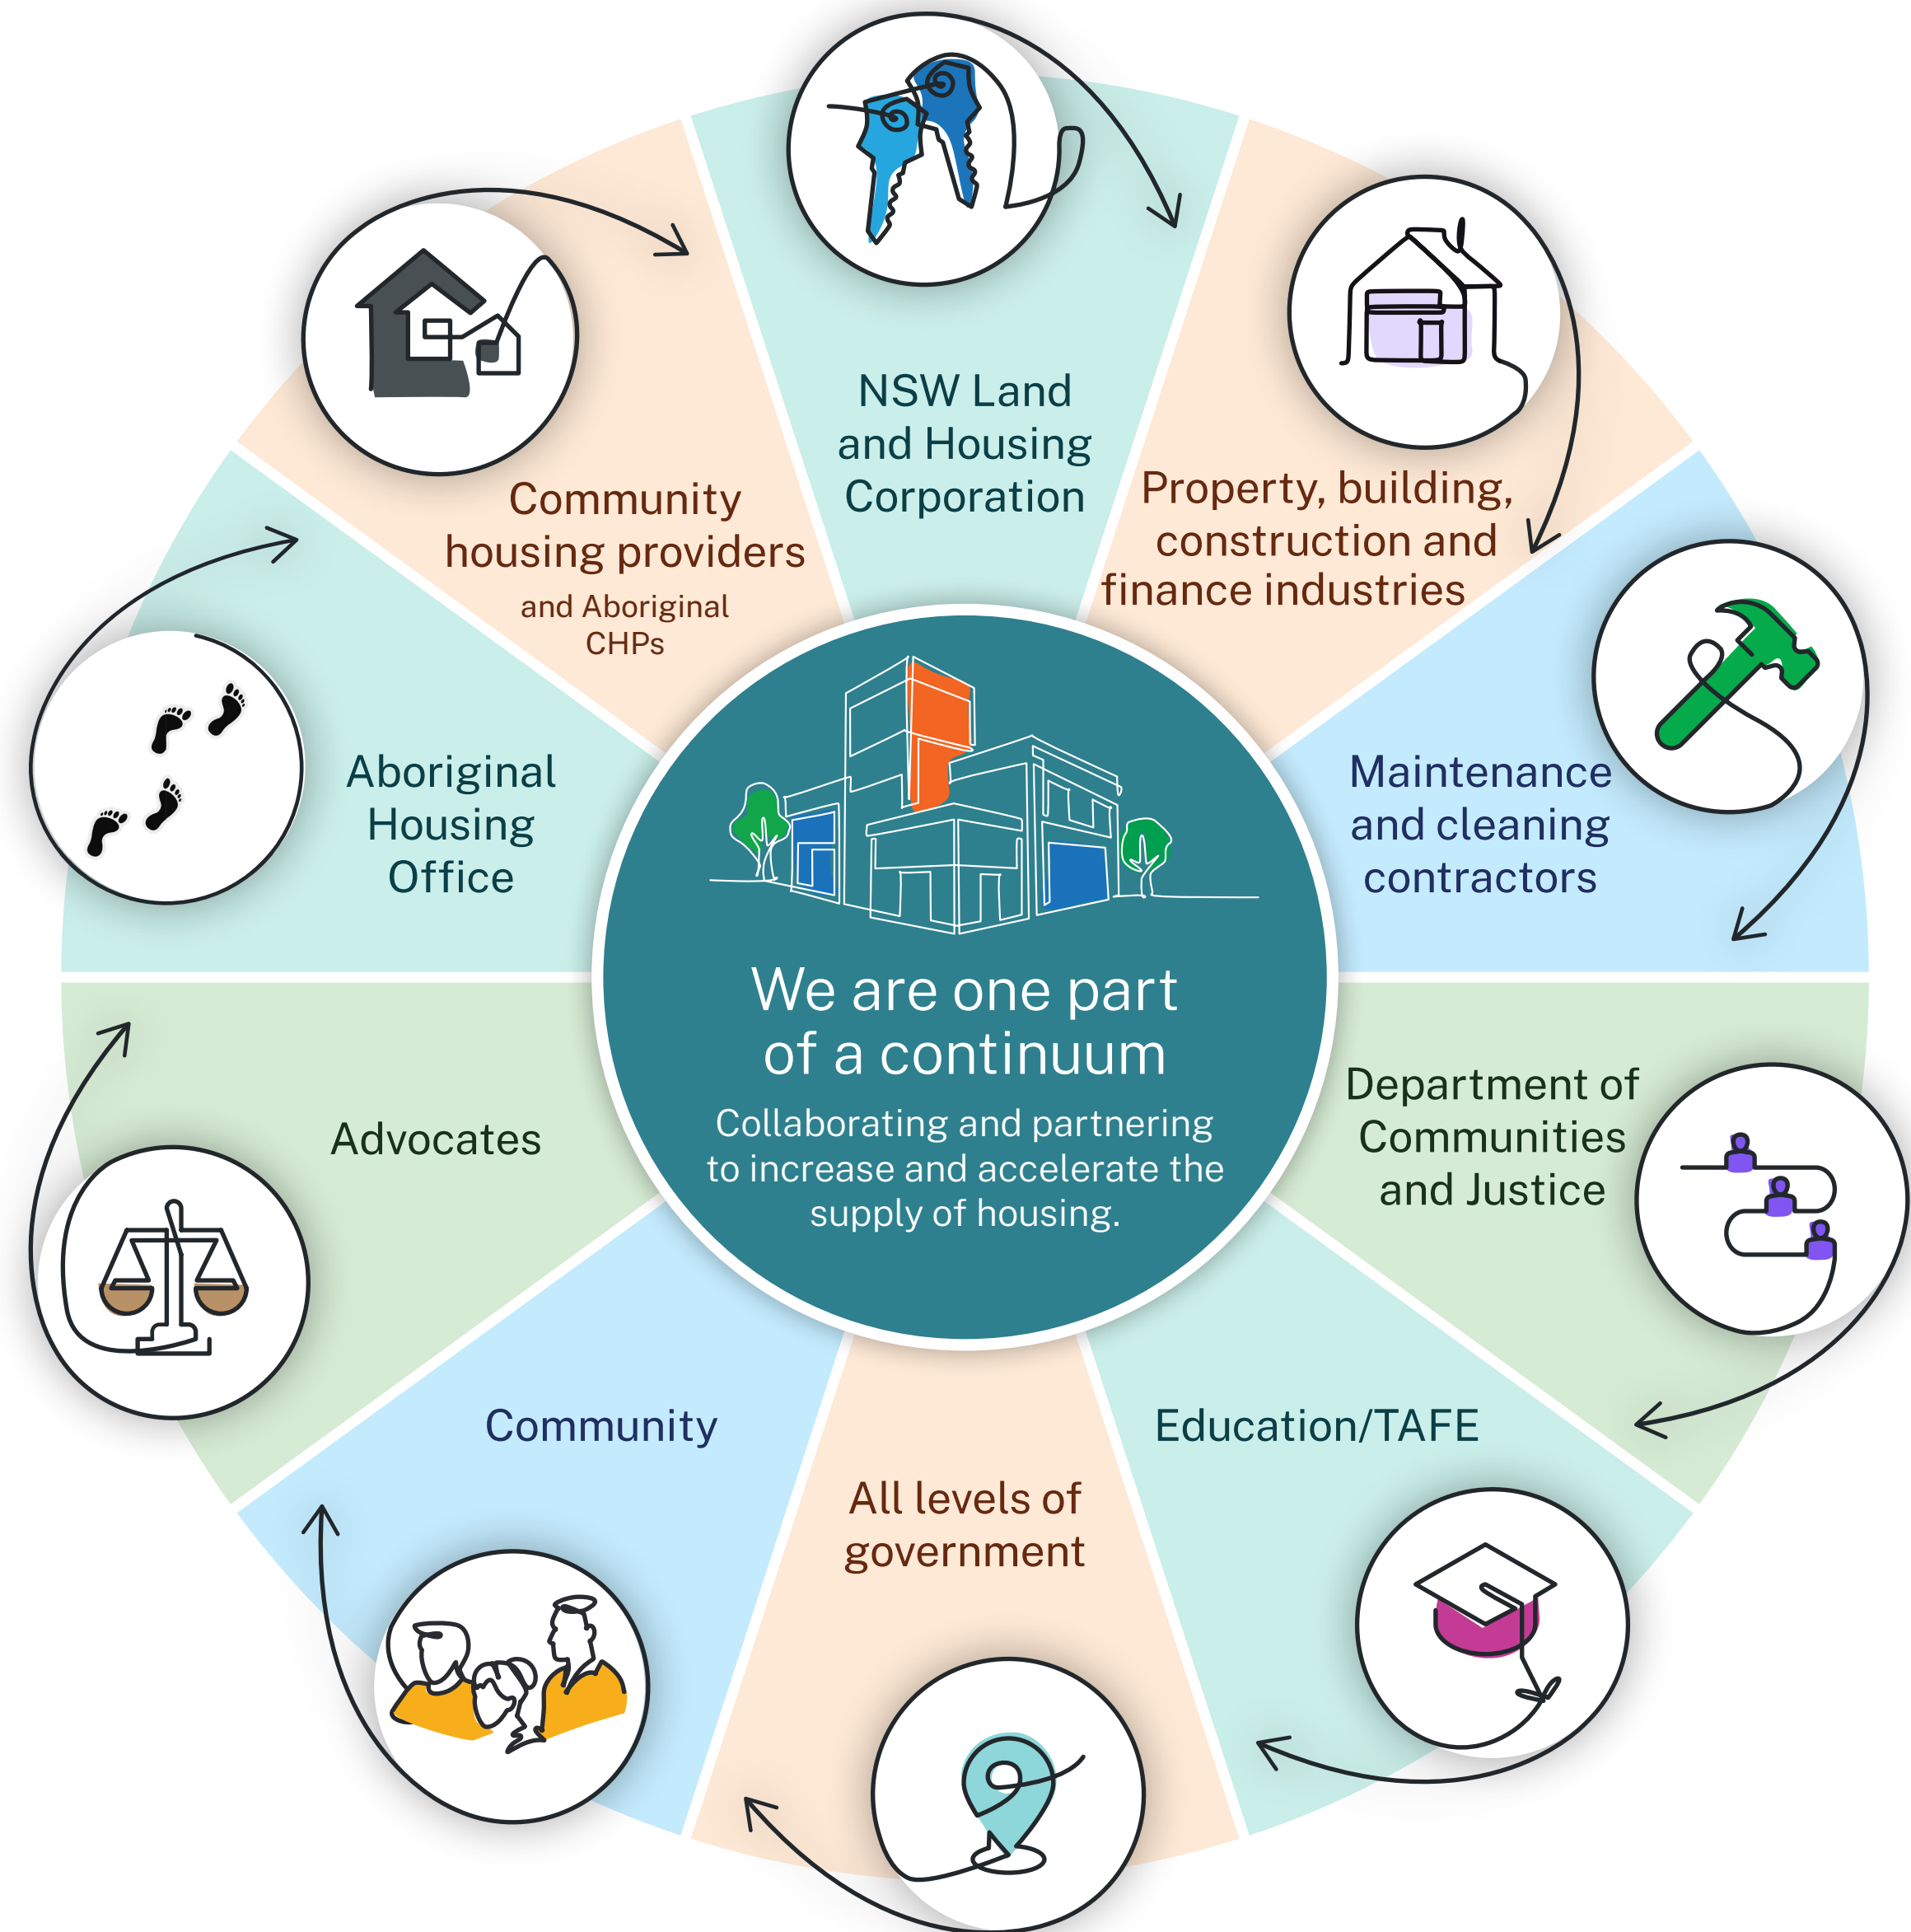 NSW Land
and Housing
Corporation
Property, building,
construction and
finance industries
Maintenance
and cleaning
contractors
Department of
Communities
and Justice
Education/TAFE
All levels of
government
Community
Advocates
Aboriginal
Housing
Office
Community
housing providers
and Aboriginal
CHPs
We are one part
of a continuum
Collaborating and partnering
to increase and accelerate the
supply of housing.